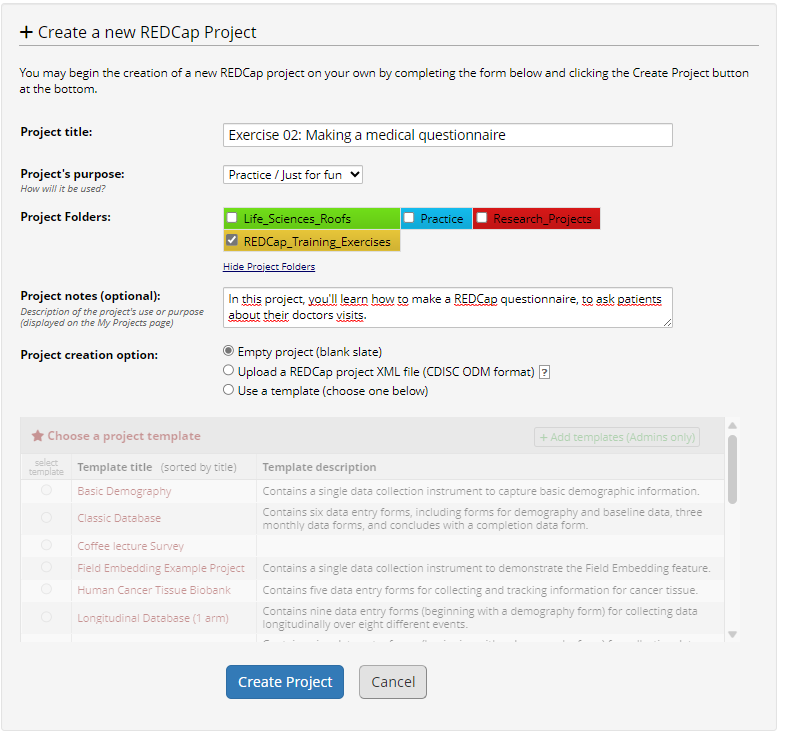 + Create a new REDCap Project
You may begin the creation of a new REDCap project on your own by completing the form below and clicking the Create Project button
at the bottom.
Project title:
Exercise 02: Making a medical questionnaire
Project's purpose:
How will it be used?
Practice / Just for fun
Project Folders:
Life_Sciences_Roofs
Practice
Research_Projects
REDCap_Training_Exercises
Hide Project Folders
Project notes (optional):
Description of the project's use or purpose
(displayed on the My Projects page)
In this project, you'll learn how to make a REDCap questionnaire, to ask patients
about their doctors visits.
Project creation option:
Empty project (blank slate)
Upload a REDCap project XML file (CDISC ODM format) ?
Use a template (choose one below)
Choose a project template
+ Add templates (Admins only)
select
template
Template title (sorted by title)
Template description
Basic Demography
Contains a single data collection instrument to capture basic demographic information.
Classic Database
Contains six data entry forms, including forms for demography and baseline data, three
monthly data forms, and concludes with a completion data form.
Coffee lecture Survey
Field Embedding Example Project
Contains a single data collection instrument to demonstrate the Field Embedding feature.
Human Cancer Tissue Biobank
Contains five data entry forms for collecting and tracking information for cancer tissue.
Longitudinal Database (1 arm)
Contains nine data entry forms (beginning with a demography form) for collecting data
longitudinally over eight different events.
Create Project
Cancel